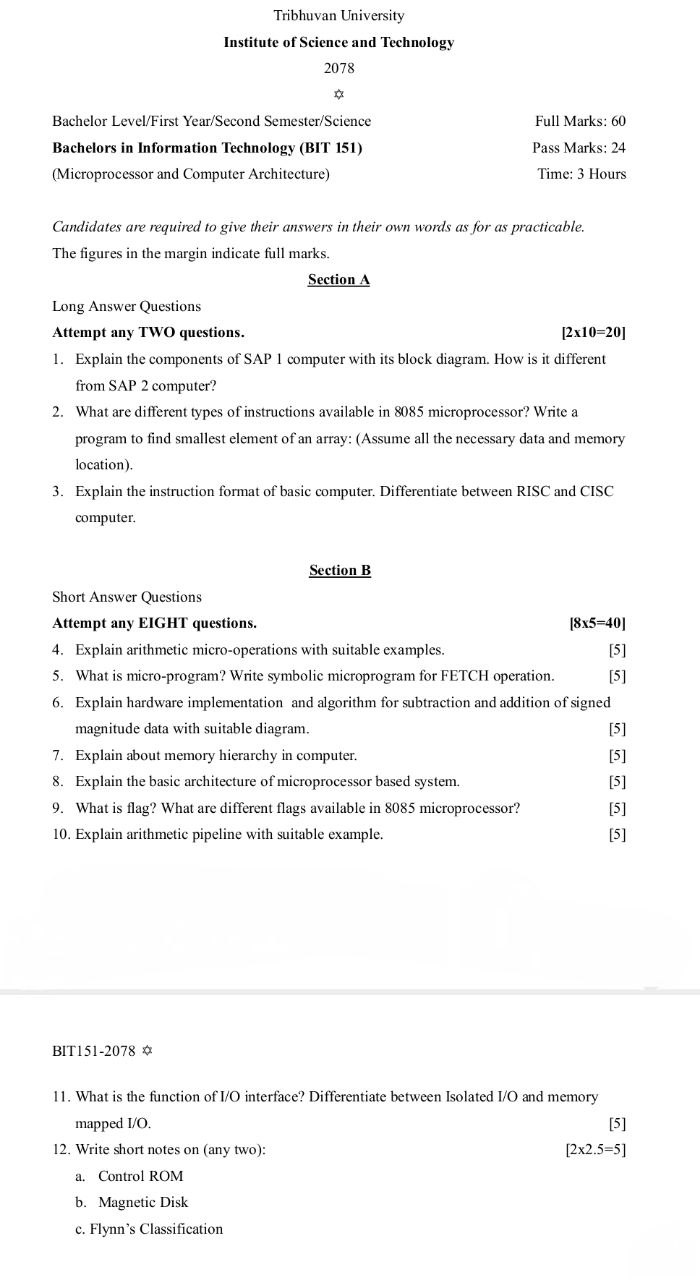 Tribhuvan University
Institute of Science and Technology
2078
✡
Bachelor Level/First Year/Second Semester/Science Full Marks: 60
Bachelors in Information Technology (BIT 151) Pass Marks: 24
(Microprocessor and Computer Architecture) Time: 3 Hours
Candidates are required to give their answers in their own words as for as practicable.
The figures in the margin indicate full marks.
Section A
Long Answer Questions
Attempt any TWO questions. [2x10=20]
1. Explain the components of SAP 1 computer with its block diagram. How is it different
from SAP 2 computer?
2. What are different types of instructions available in 8085 microprocessor? Write a
program to find smallest element of an array: (Assume all the necessary data and memory
location).
3. Explain the instruction format of basic computer. Differentiate between RISC and CISC
computer.
Section B
Short Answer Questions
Attempt any EIGHT questions. [8x5=40]
4. Explain arithmetic micro-operations with suitable examples. [5]
5. What is micro-program? Write symbolic microprogram for FETCH operation. [5]
6. Explain hardware implementation and algorithm for subtraction and addition of signed
magnitude data with suitable diagram. [5]
7. Explain about memory hierarchy in computer. [5]
8. Explain the basic architecture of microprocessor based system. [5]
9. What is flag? What are different flags available in 8085 microprocessor? [5]
10. Explain arithmetic pipeline with suitable example. [5]
BIT151-2078 ✡
11. What is the function of I/O interface? Differentiate between Isolated I/O and memory
mapped I/O. [5]
12. Write short notes on (any two): [2x2.5=5]
a. Control ROM
b. Magnetic Disk
c. Flynn's Classification